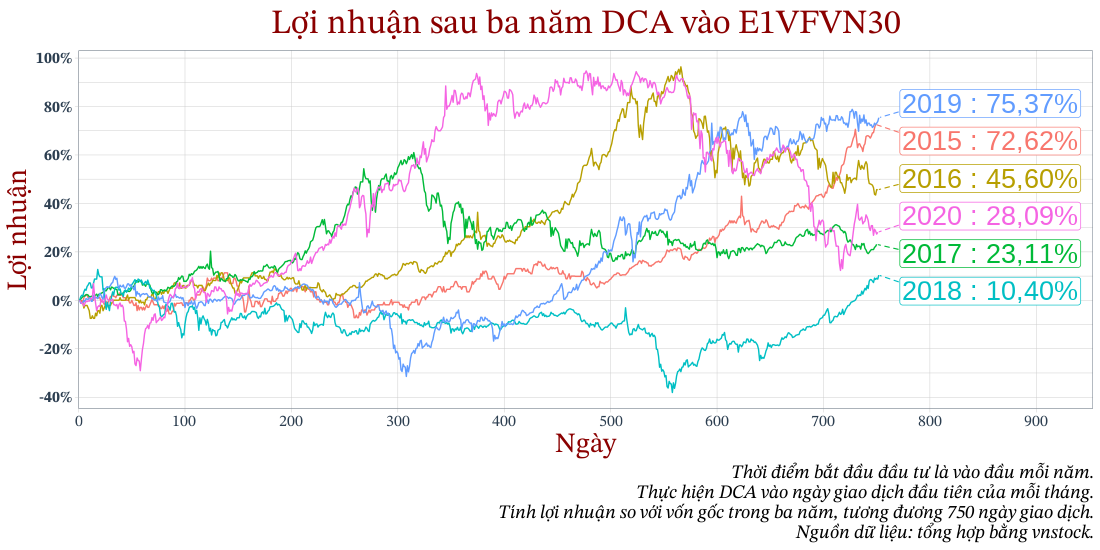 Lợi nhuận sau ba năm DCA vào E1VFVN30
Lợi nhuận
100%
80%
60%
40%
20%
0%
-20%
-40%
2019 : 75,37%
2015 : 72,62%
2016 : 45,60%
2020 : 28,09%
2017 : 23,11%
2018 : 10,40%
0 100 200 300 400 500 600 700 800 900
Ngày
Thời điểm bắt đầu đầu tư là vào đầu mỗi năm.
Thực hiện DCA vào ngày giao dịch đầu tiên của mỗi tháng.
Tính lợi nhuận so với vốn gốc trong ba năm, tương đương 750 ngày giao dịch.
Nguồn dữ liệu: tổng hợp bằng vnstock.